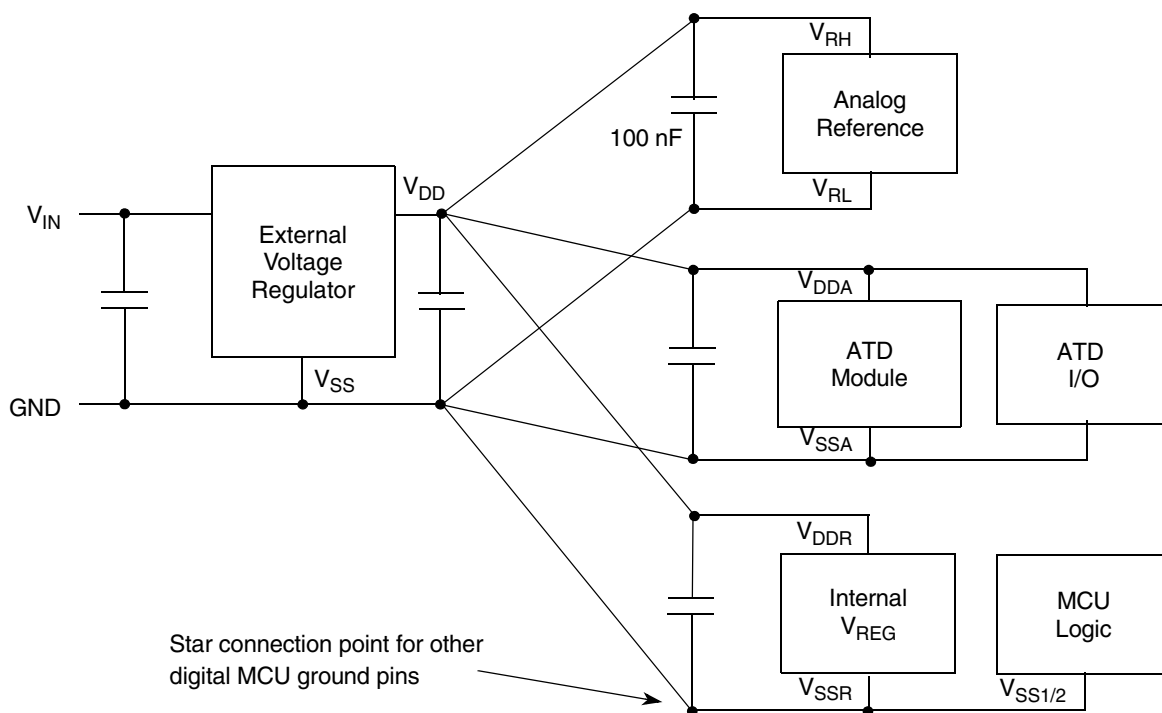 V_RH
Analog
Reference
100 nF
V_RL
V_DD
V_IN
External
Voltage
Regulator
V_SS
GND
V_DDA
ATD
Module
ATD
I/O
V_SSA
V_DDR
Internal
V_REG
MCU
Logic
Star connection point for other
digital MCU ground pins
V_SSR
V_SS1/2